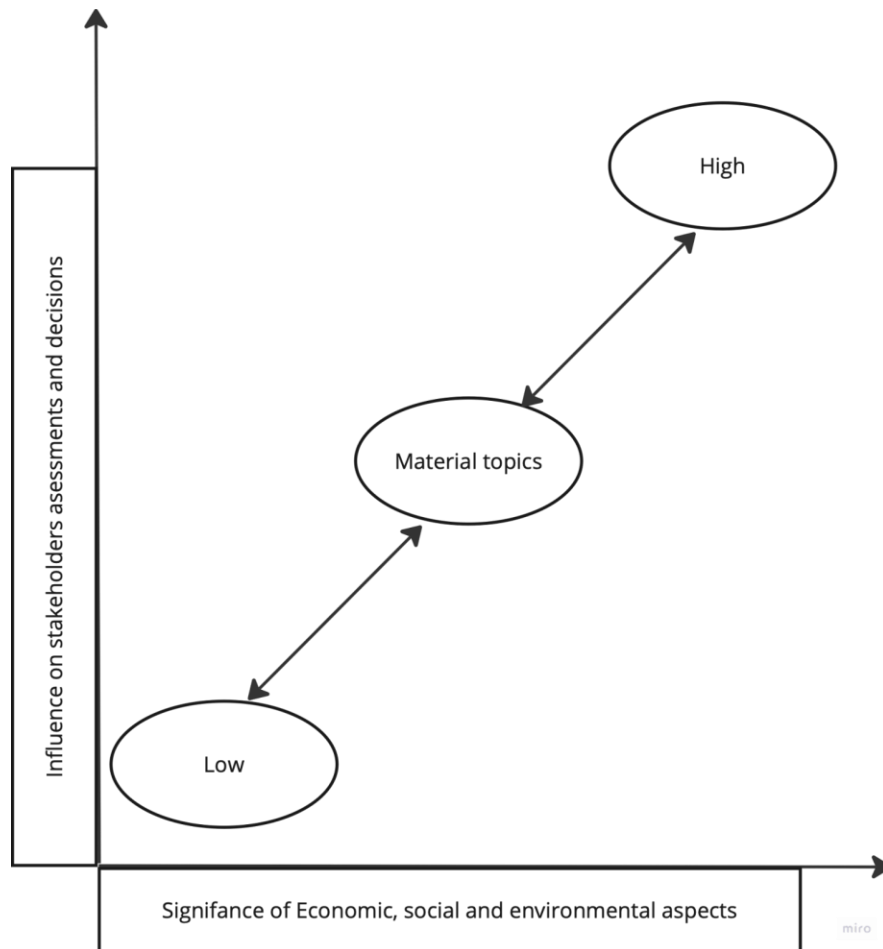 High
Influence on stakeholders asessments and decisions
Material topics
Low
Signifance of Economic, social and environmental aspects
miro